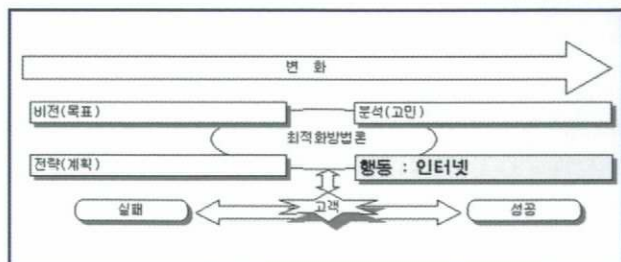 변 화
비전(목표) 분석(고민)
최적화방법론
전략(계획) 행동 : 인터넷
실패 고객 성공